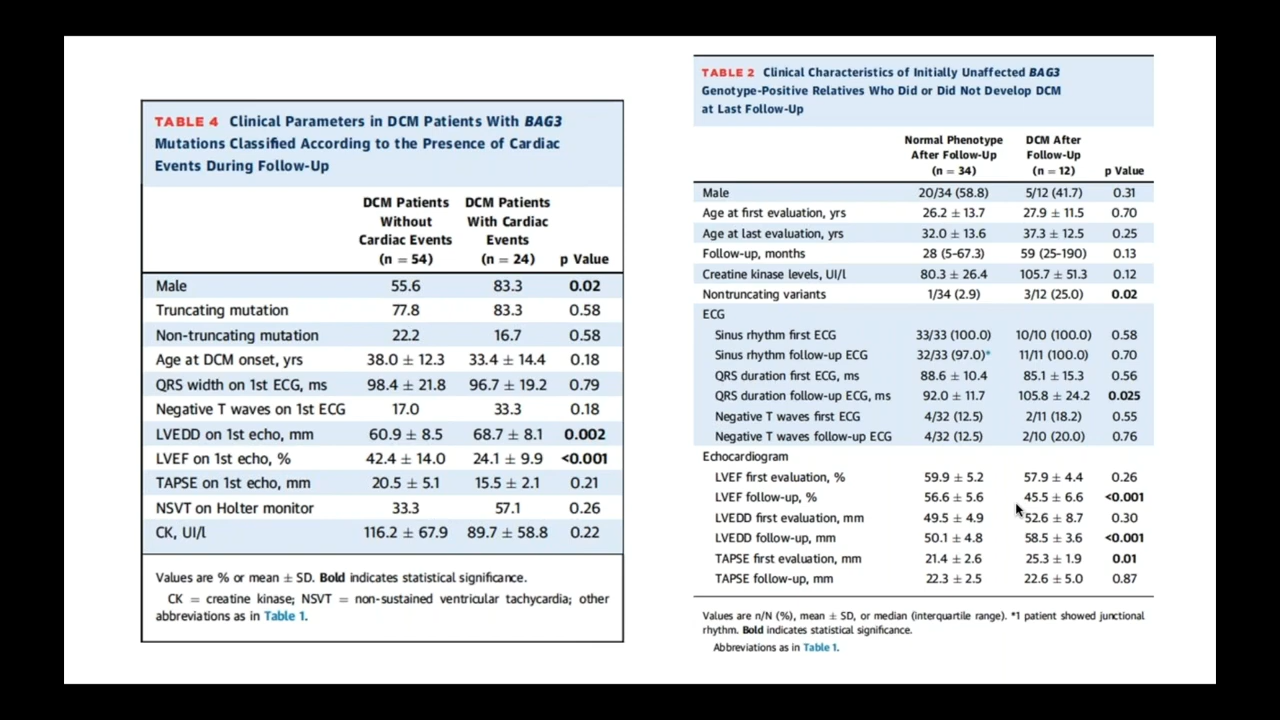 TABLE 4 Clinical Parameters in DCM Patients With BAG3
Mutations Classified According to the Presence of Cardiac
Events During Follow-Up
DCM Patients Without Cardiac Events (n = 54) DCM Patients With Cardiac Events (n = 24) p Value
Male 55.6 83.3 0.02
Truncating mutation 77.8 83.3 0.58
Non-truncating mutation 22.2 16.7 0.58
Age at DCM onset, yrs 38.0 ± 12.3 33.4 ± 14.4 0.18
QRS width on 1st ECG, ms 98.4 ± 21.8 96.7 ± 19.2 0.79
Negative T waves on 1st ECG 17.0 33.3 0.18
LVEDD on 1st echo, mm 60.9 ± 8.5 68.7 ± 8.1 0.002
LVEF on 1st echo, % 42.4 ± 14.0 24.1 ± 9.9 <0.001
TAPSE on 1st echo, mm 20.5 ± 5.1 15.5 ± 2.1 0.21
NSVT on Holter monitor 33.3 57.1 0.26
CK, UI/l 116.2 ± 67.9 89.7 ± 58.8 0.22
Values are % or mean ± SD. Bold indicates statistical significance.
CK = creatine kinase; NSVT = non-sustained ventricular tachycardia; other
abbreviations as in Table 1.
TABLE 2 Clinical Characteristics of Initially Unaffected BAG3
Genotype-Positive Relatives Who Did or Did Not Develop DCM
at Last Follow-Up
Normal Phenotype After Follow-Up (n = 34) DCM After Follow-Up (n = 12) p Value
Male 20/34 (58.8) 5/12 (41.7) 0.31
Age at first evaluation, yrs 26.2 ± 13.7 27.9 ± 11.5 0.70
Age at last evaluation, yrs 32.0 ± 13.6 37.3 ± 12.5 0.25
Follow-up, months 28 (5-67.3) 59 (25-190) 0.13
Creatine kinase levels, UI/l 80.3 ± 26.4 105.7 ± 51.3 0.12
Nontruncating variants 1/34 (2.9) 3/12 (25.0) 0.02
ECG
Sinus rhythm first ECG 33/33 (100.0) 10/10 (100.0) 0.58
Sinus rhythm follow-up ECG 32/33 (97.0)* 11/11 (100.0) 0.70
QRS duration first ECG, ms 88.6 ± 10.4 85.1 ± 15.3 0.56
QRS duration follow-up ECG, ms 92.0 ± 11.7 105.8 ± 24.2 0.025
Negative T waves first ECG 4/32 (12.5) 2/11 (18.2) 0.55
Negative T waves follow-up ECG 4/32 (12.5) 2/10 (20.0) 0.76
Echocardiogram
LVEF first evaluation, % 59.9 ± 5.2 57.9 ± 4.4 0.26
LVEF follow-up, % 56.6 ± 5.6 45.5 ± 6.6 <0.001
LVEDD first evaluation, mm 49.5 ± 4.9 52.6 ± 8.7 0.30
LVEDD follow-up, mm 50.1 ± 4.8 58.5 ± 3.6 <0.001
TAPSE first evaluation, mm 21.4 ± 2.6 25.3 ± 1.9 0.01
TAPSE follow-up, mm 22.3 ± 2.5 22.6 ± 5.0 0.87
Values are n/N (%), mean ± SD, or median (interquartile range). *1 patient showed junctional
rhythm. Bold indicates statistical significance.
Abbreviations as in Table 1.